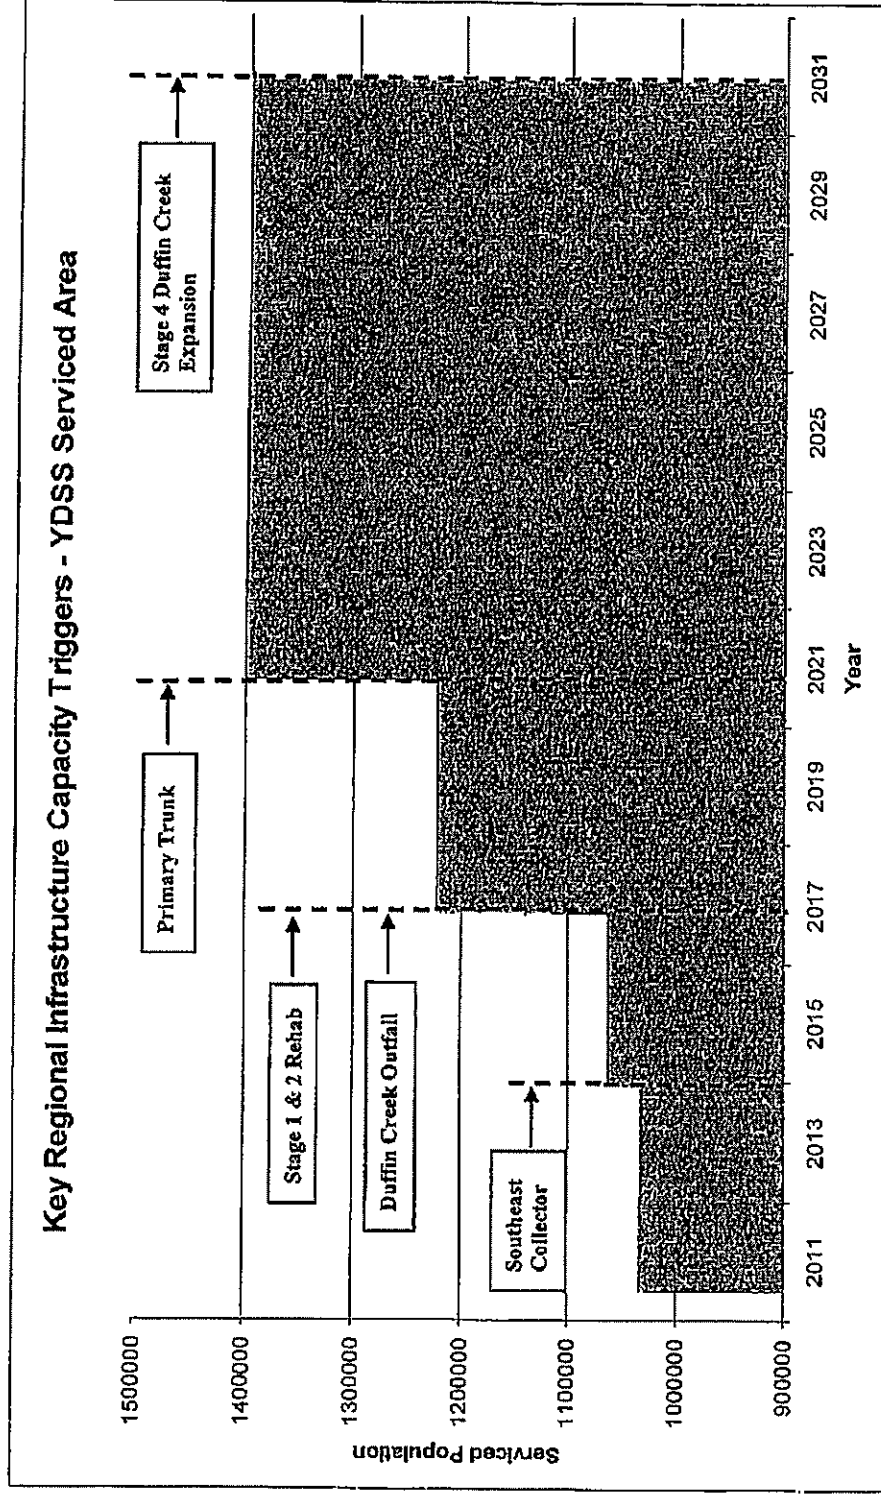 Key Regional Infrastructure Capacity Triggers - YDSS Serviced Area
Serviced Population
1500000
1400000
1300000
1200000
1100000
1000000
900000
Southeast
Collector
Stage 1 & 2 Rehab
Duffin Creek Outfall
Primary Trunk
Stage 4 Duffin Creek
Expansion
2011
2013
2015
2017
2019
2021
2023
2025
2027
2029
2031
Year